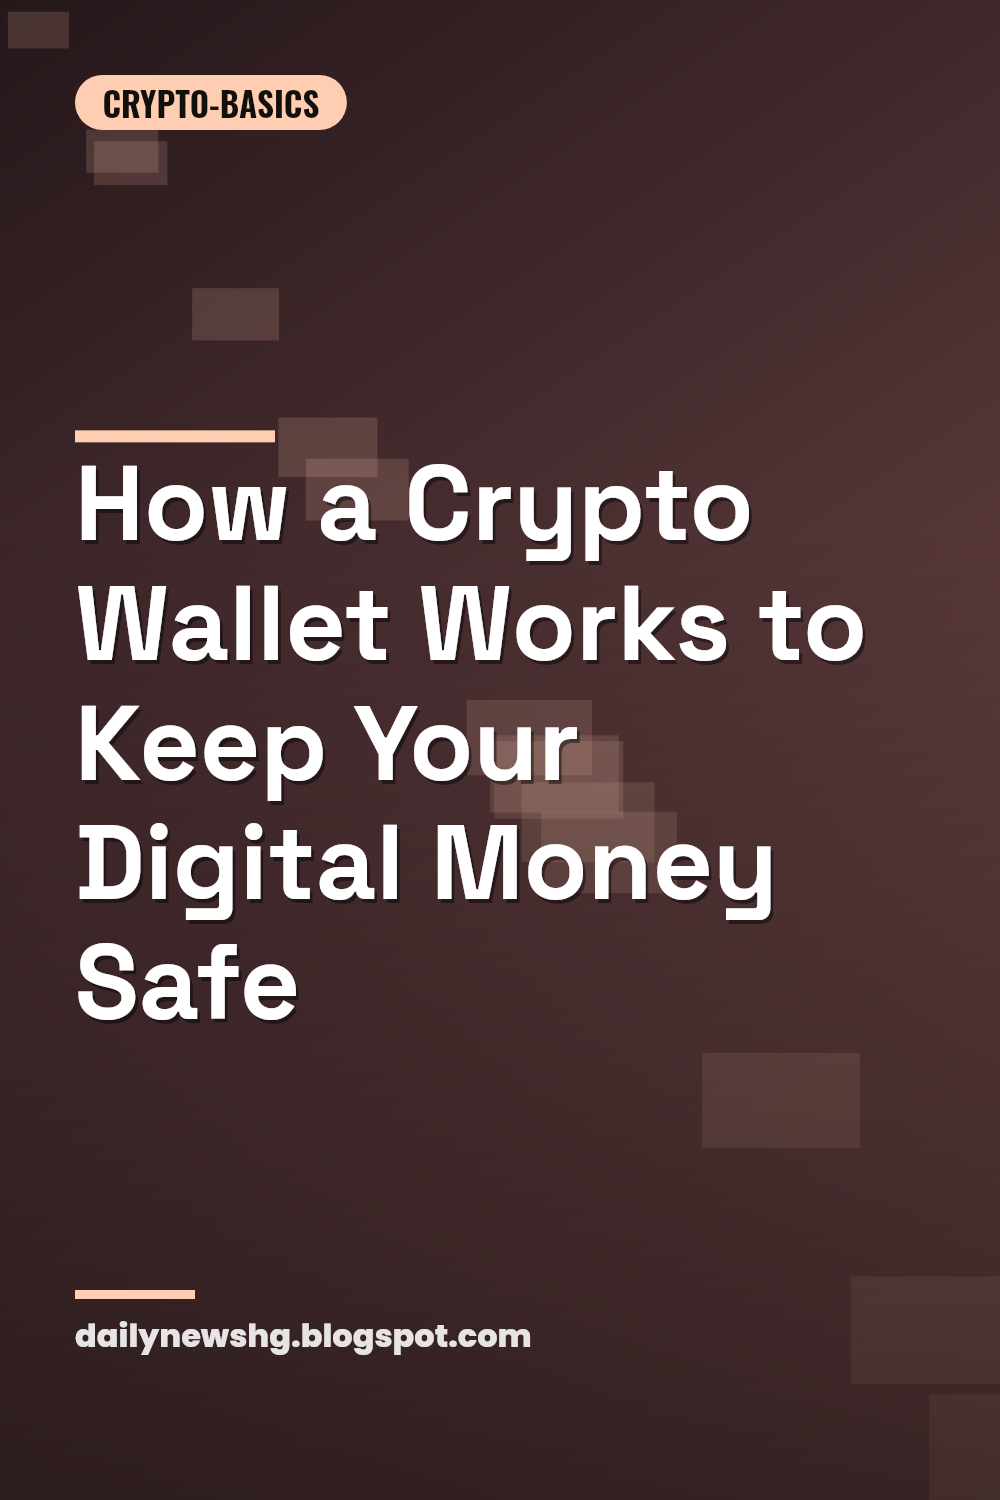 CRYPTO-BASICS
How a Crypto
Wallet Works to
Keep Your
Digital Money
Safe
dailynewshg.blogspot.com